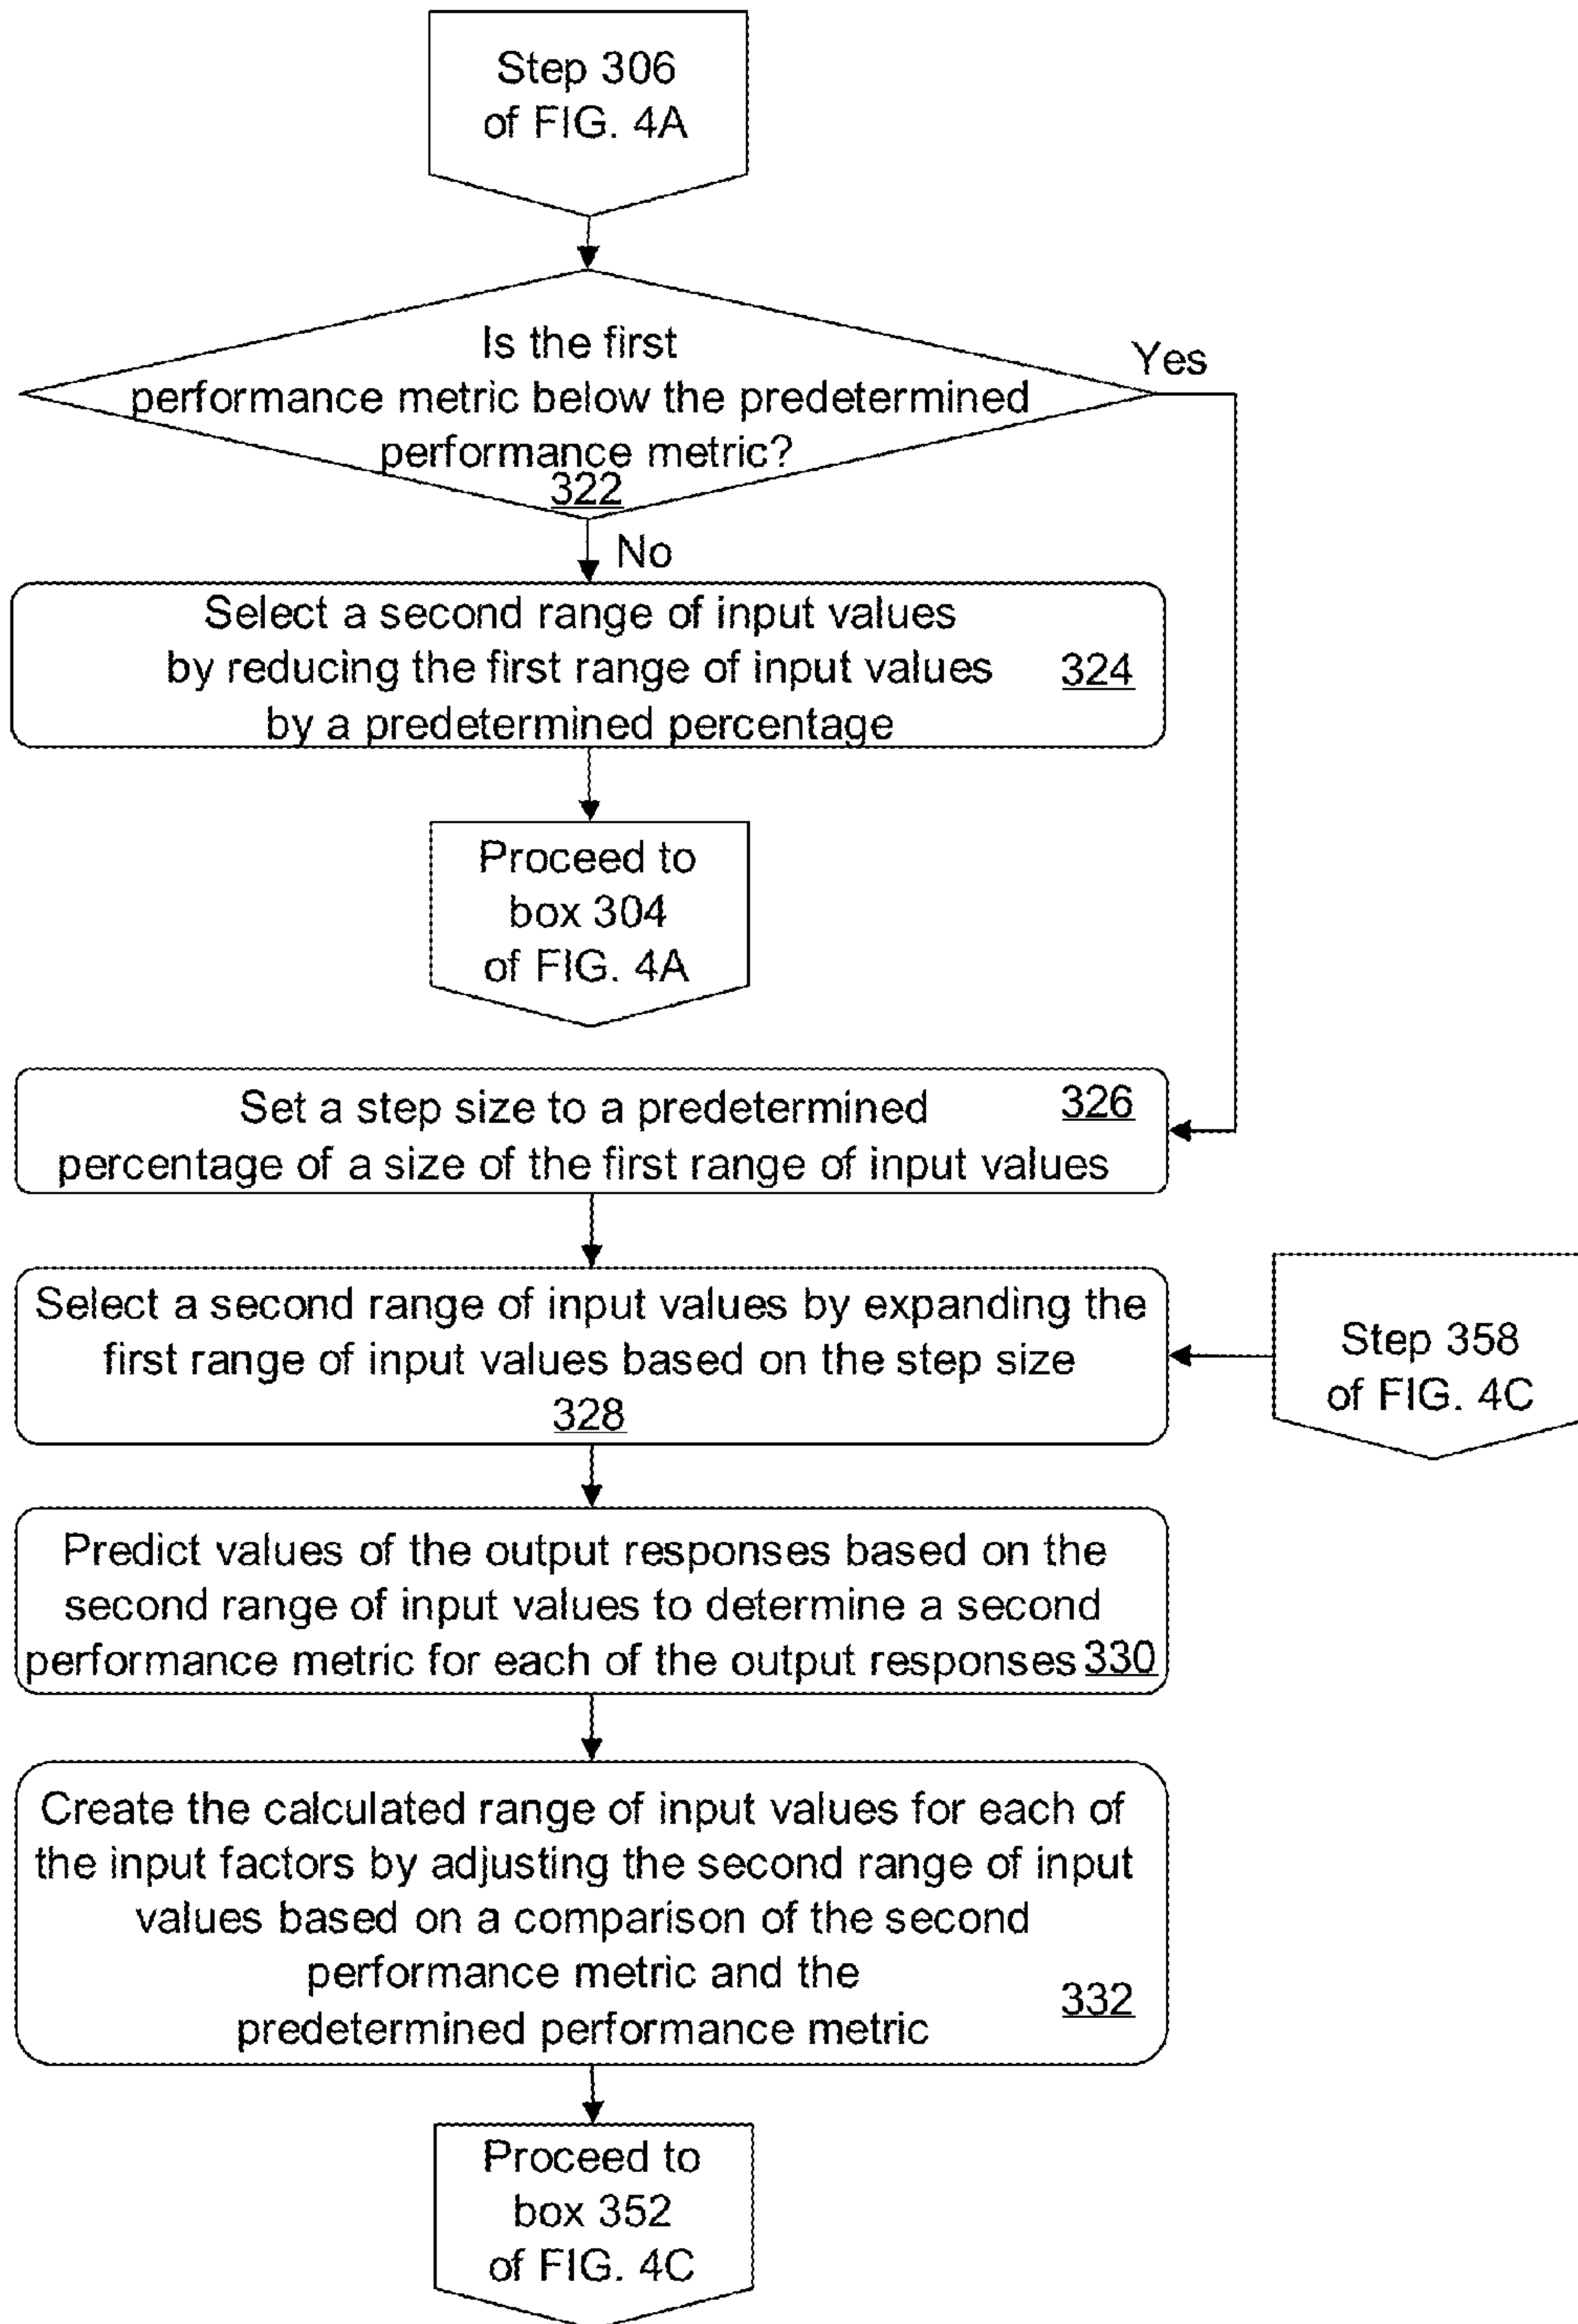 Step 306
of FIG. 4A
Is the first
performance metric below the predetermined
performance metric?
322
Yes
No
Select a second range of input values
by reducing the first range of input values
by a predetermined percentage
324
Proceed to
box 304
of FIG. 4A
Set a step size to a predetermined
percentage of a size of the first range of input values
326
Select a second range of input values by expanding the
first range of input values based on the step size
328
Step 358
of FIG. 4C
Predict values of the output responses based on the
second range of input values to determine a second
performance metric for each of the output responses 330
Create the calculated range of input values for each of
the input factors by adjusting the second range of input
values based on a comparison of the second
performance metric and the
predetermined performance metric
332
Proceed to
box 352
of FIG. 4C